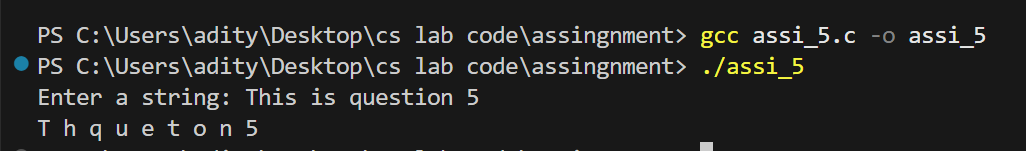 PS C:\Users\adity\Desktop\cs lab code\assingnment> gcc assi_5.c -o assi_5
PS C:\Users\adity\Desktop\cs lab code\assingnment> ./assi_5
Enter a string: This is question 5
T h q u e t o n 5